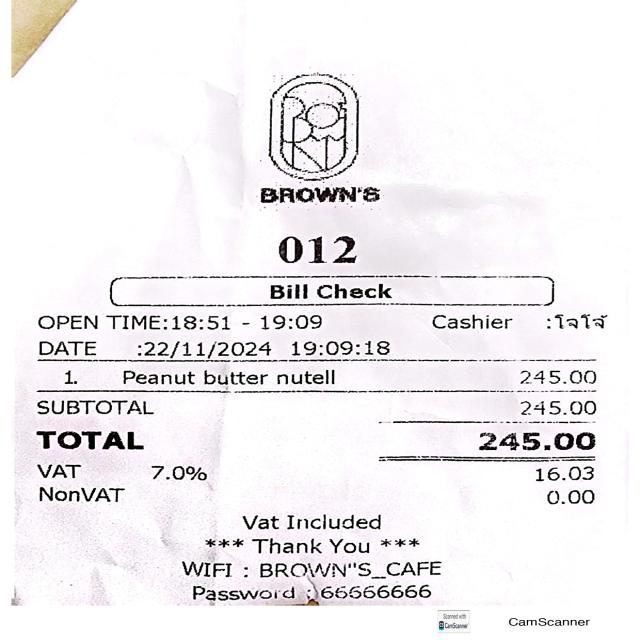 BROWN'S
012
Bill Check
OPEN TIME:18:51 - 19:09 Cashier :โจโจ้
DATE :22/11/2024 19:09:18
1. Peanut butter nutell 245.00
SUBTOTAL 245.00
TOTAL 245.00
VAT 7.0% 16.03
NonVAT 0.00
Vat Included
*** Thank You ***
WIFI : BROWN"S_CAFE
Password : 66666666
Scanned with
CamScanner
CamScanner